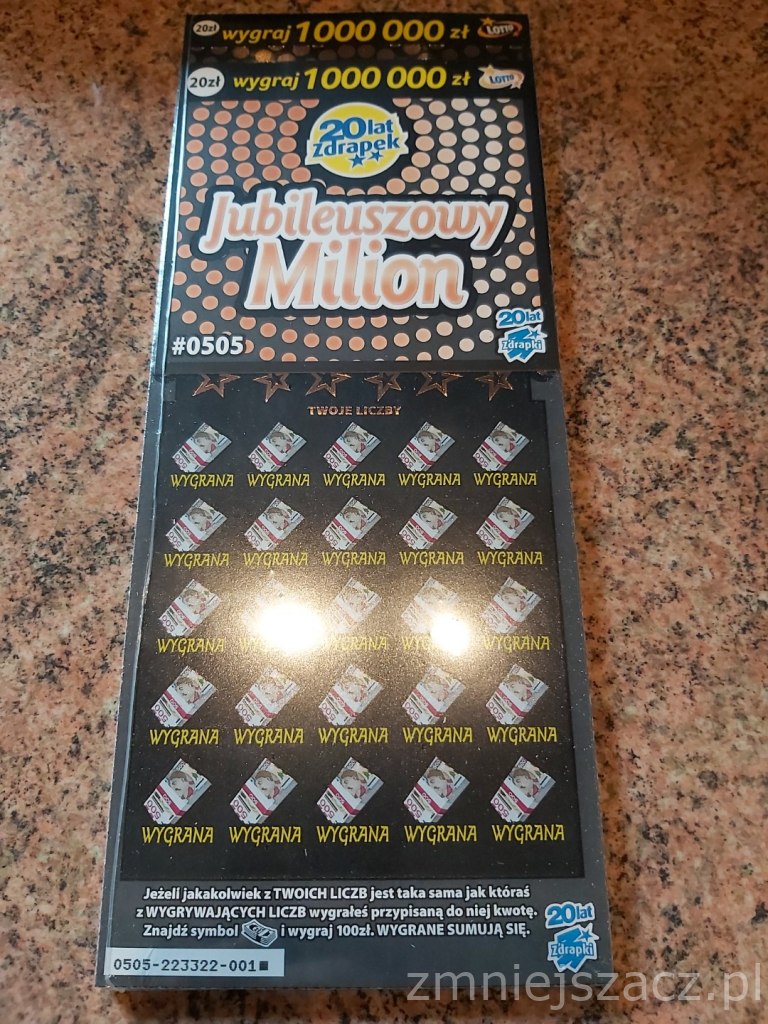 20zł wygraj 1 000 000 zł LOTTO
20zł wygraj 1 000 000 zł LOTTO
20 lat
Zdrapek
Jubileuszowy
Milion
20 lat
Zdrapki
#0505
TWOJE LICZBY
WYGRANA WYGRANA WYGRANA WYGRANA WYGRANA
WYGRANA WYGRANA WYGRANA WYGRANA WYGRANA
WYGRANA WYGRANA WYGRANA WYGRANA WYGRANA
WYGRANA WYGRANA WYGRANA WYGRANA WYGRANA
WYGRANA WYGRANA WYGRANA WYGRANA WYGRANA
Jeżeli jakakolwiek z TWOICH LICZB jest taka sama jak któraś
z WYGRYWAJĄCYCH LICZB wygrałeś przypisaną do niej kwotę.
Znajdź symbol i wygraj 100zł. WYGRANE SUMUJĄ SIĘ.
20 lat
Zdrapki
0505-223322-001
zmniejszacz.pl